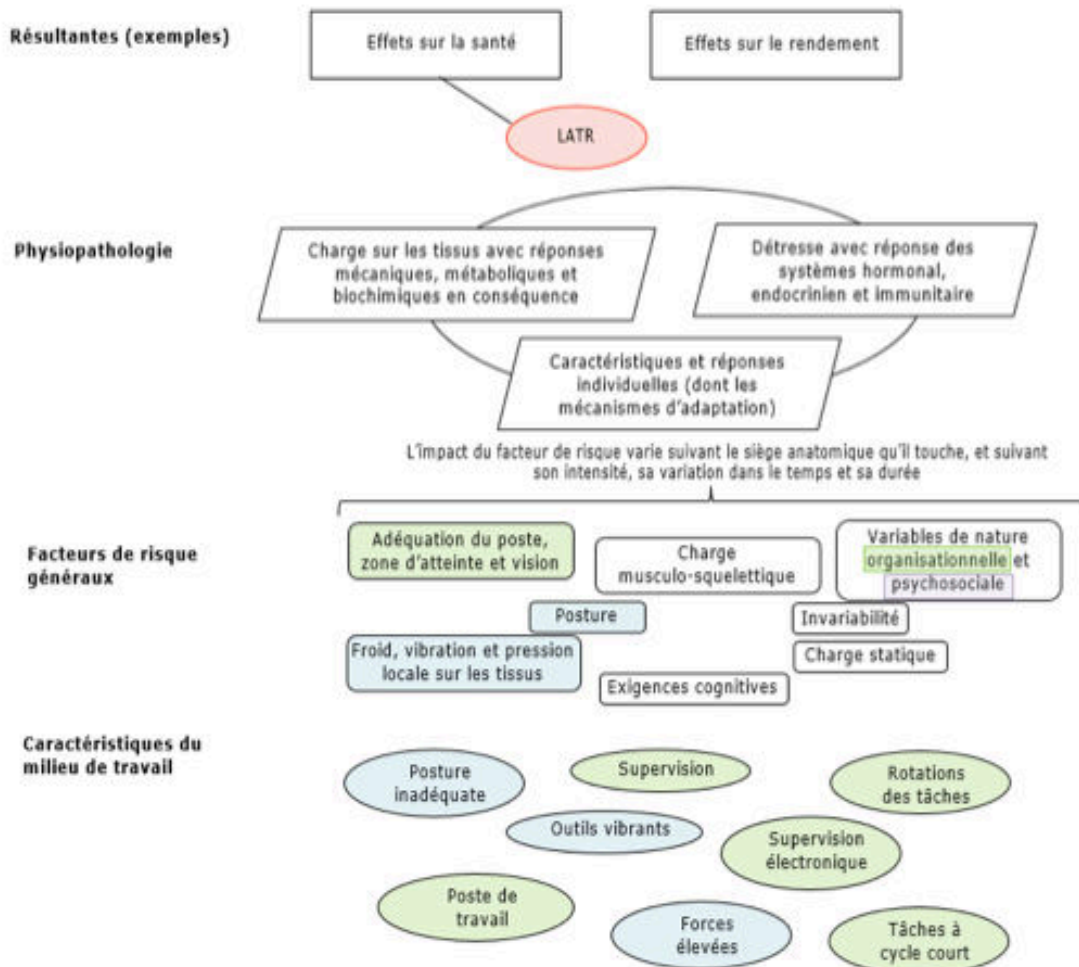 Résultantes (exemples)
Effets sur la santé
Effets sur le rendement
LATR
Physiopathologie
Charge sur les tissus avec réponses
mécaniques, métaboliques et
biochimiques en conséquence
Détresse avec réponse des
systèmes hormonal,
endocrinien et immunitaire
Caractéristiques et réponses
individuelles (dont les
mécanismes d'adaptation)
L'impact du facteur de risque varie suivant le siège anatomique qu'il touche, et suivant
son intensité, sa variation dans le temps et sa durée
Facteurs de risque
généraux
Adéquation du poste,
zone d'atteinte et vision
Charge
musculo-squelettique
Variables de nature
organisationnelle et
psychosociale
Posture
Invariabilité
Froid, vibration et pression
locale sur les tissus
Charge statique
Exigences cognitives
Caractéristiques du
milieu de travail
Posture
inadéquate
Supervision
Rotations
des tâches
Outils vibrants
Supervision
électronique
Poste de
travail
Forces
élevées
Tâches à
cycle court